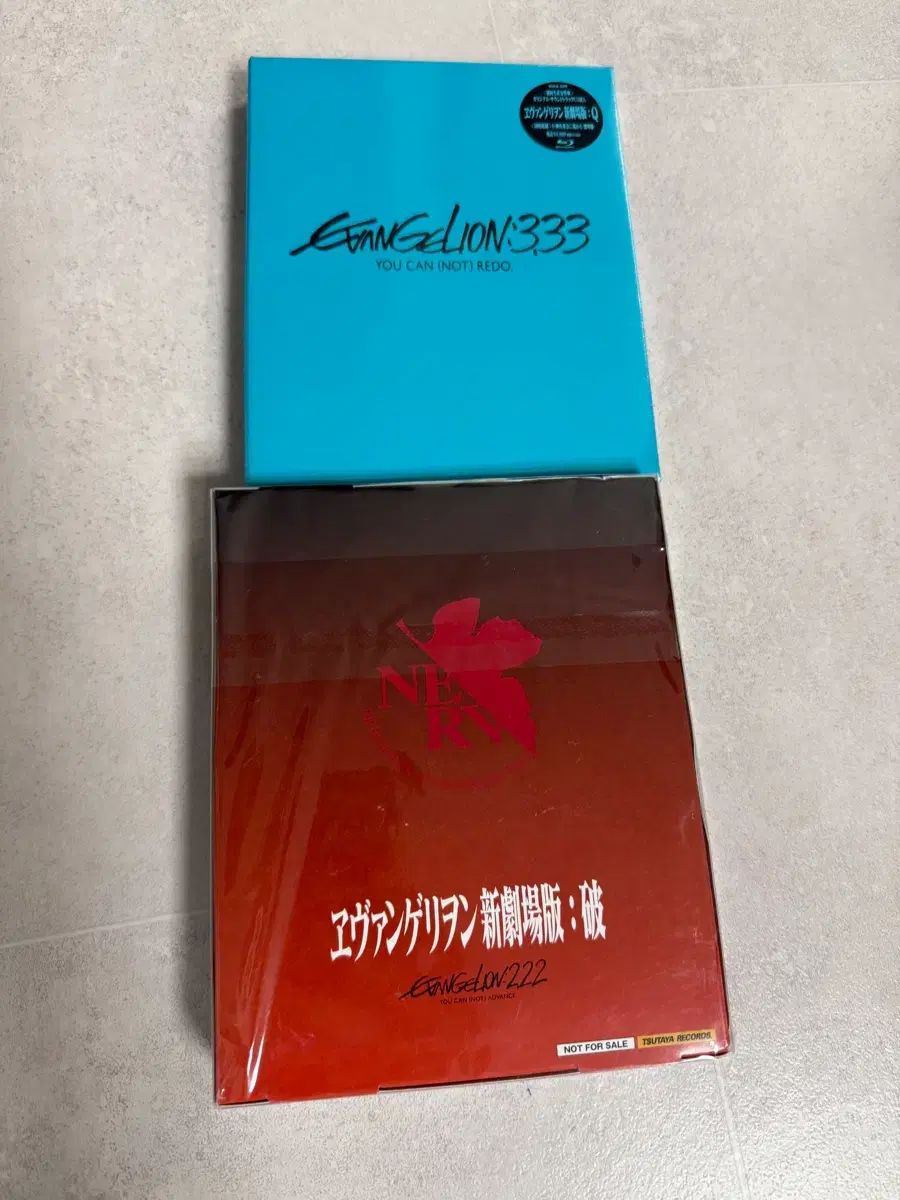 ヱヴァンゲリヲン新劇場版:Q
EVANGELION:3.33
YOU CAN (NOT) REDO.
NERV
ヱヴァンゲリヲン新劇場版:破
EVANGELION:2.22
YOU CAN (NOT) ADVANCE.
NOT FOR SALE
TSUTAYA RECORDS